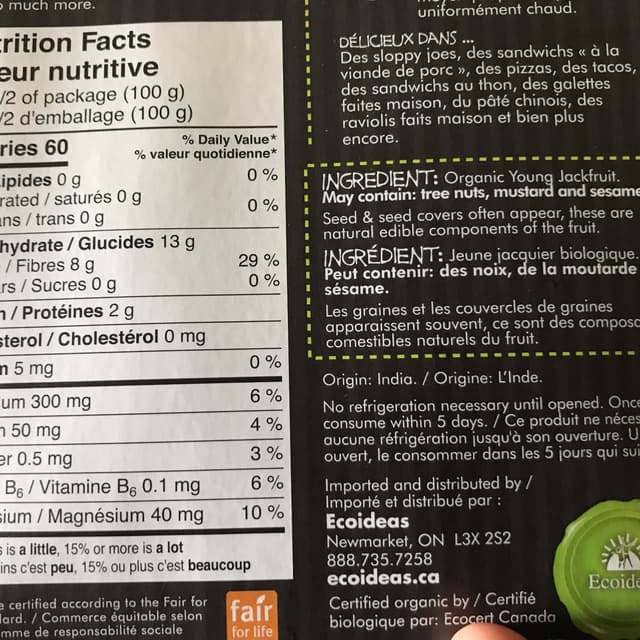 much more.
trition Facts
eur nutritive
/2 of package (100 g)
/2 d'emballage (100 g)
ries 60
% Daily Value*
% valeur quotidienne*
ipides 0 g 0 %
rated / saturés 0 g
ans / trans 0 g 0 %
hydrate / Glucides 13 g
/ Fibres 8 g 29 %
rs / Sucres 0 g 0 %
n / Protéines 2 g
sterol / Cholestérol 0 mg
m 5 mg 0 %
um 300 mg 6 %
50 mg 4 %
er 0.5 mg 3 %
B6 / Vitamine B6 0.1 mg 6 %
sium / Magnésium 40 mg 10 %
is a little, 15% or more is a lot
ins c'est peu, 15% ou plus c'est beaucoup
e certified according to the Fair for
dard. / Commerce équitable selon
mme de responsabilité sociale
fair
for life
uniformément chaud.
DÉLICIEUX DANS ...
Des sloppy joes, des sandwichs « à la
viande de porc », des pizzas, des tacos,
des sandwichs au thon, des galettes
faites maison, du pâté chinois, des
raviolis faits maison et bien plus
encore.
INGREDIENT: Organic Young Jackfruit.
May contain: tree nuts, mustard and sesame
Seed & seed covers often appear, these are
natural edible components of the fruit.
INGRÉDIENT: Jeune jacquier biologique.
Peut contenir: des noix, de la moutarde
sésame.
Les graines et les couvercles de graines
apparaissent souvent, ce sont des composa
comestibles naturels du fruit.
Origin: India. / Origine: L'Inde.
No refrigeration necessary until opened. Once
consume within 5 days. / Ce produit ne néces
aucune réfrigération jusqu'à son ouverture. U
ouvert, le consommer dans les 5 jours qui sui
Imported and distributed by /
Importé et distribué par :
Ecoideas
Newmarket, ON L3X 2S2
888.735.7258
ecoideas.ca
Certified organic by / Certifié
biologique par: Ecocert Canada
Ecoide